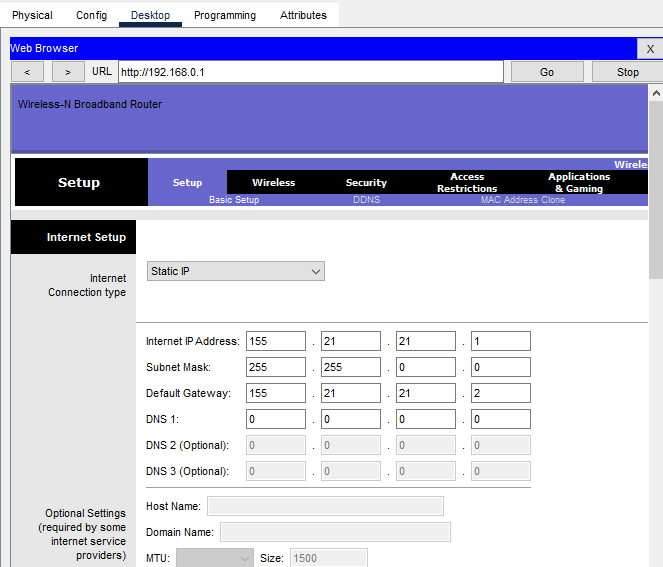 Physical Config Desktop Programming Attributes
Web Browser X
< > URL http://192.168.0.1 Go Stop
Wireless-N Broadband Router
Setup Setup Wireless Security Access Restrictions Applications & Gaming
Basic Setup DDNS MAC Address Clone
Internet Setup
Internet Connection type Static IP
Internet IP Address: 155 . 21 . 21 . 1
Subnet Mask: 255 . 255 . 0 . 0
Default Gateway: 155 . 21 . 21 . 2
DNS 1: 0 . 0 . 0 . 0
DNS 2 (Optional): 0 . 0 . 0 . 0
DNS 3 (Optional): 0 . 0 . 0 . 0
Optional Settings
(required by some
internet service
providers)
Host Name:
Domain Name:
MTU: Size: 1500